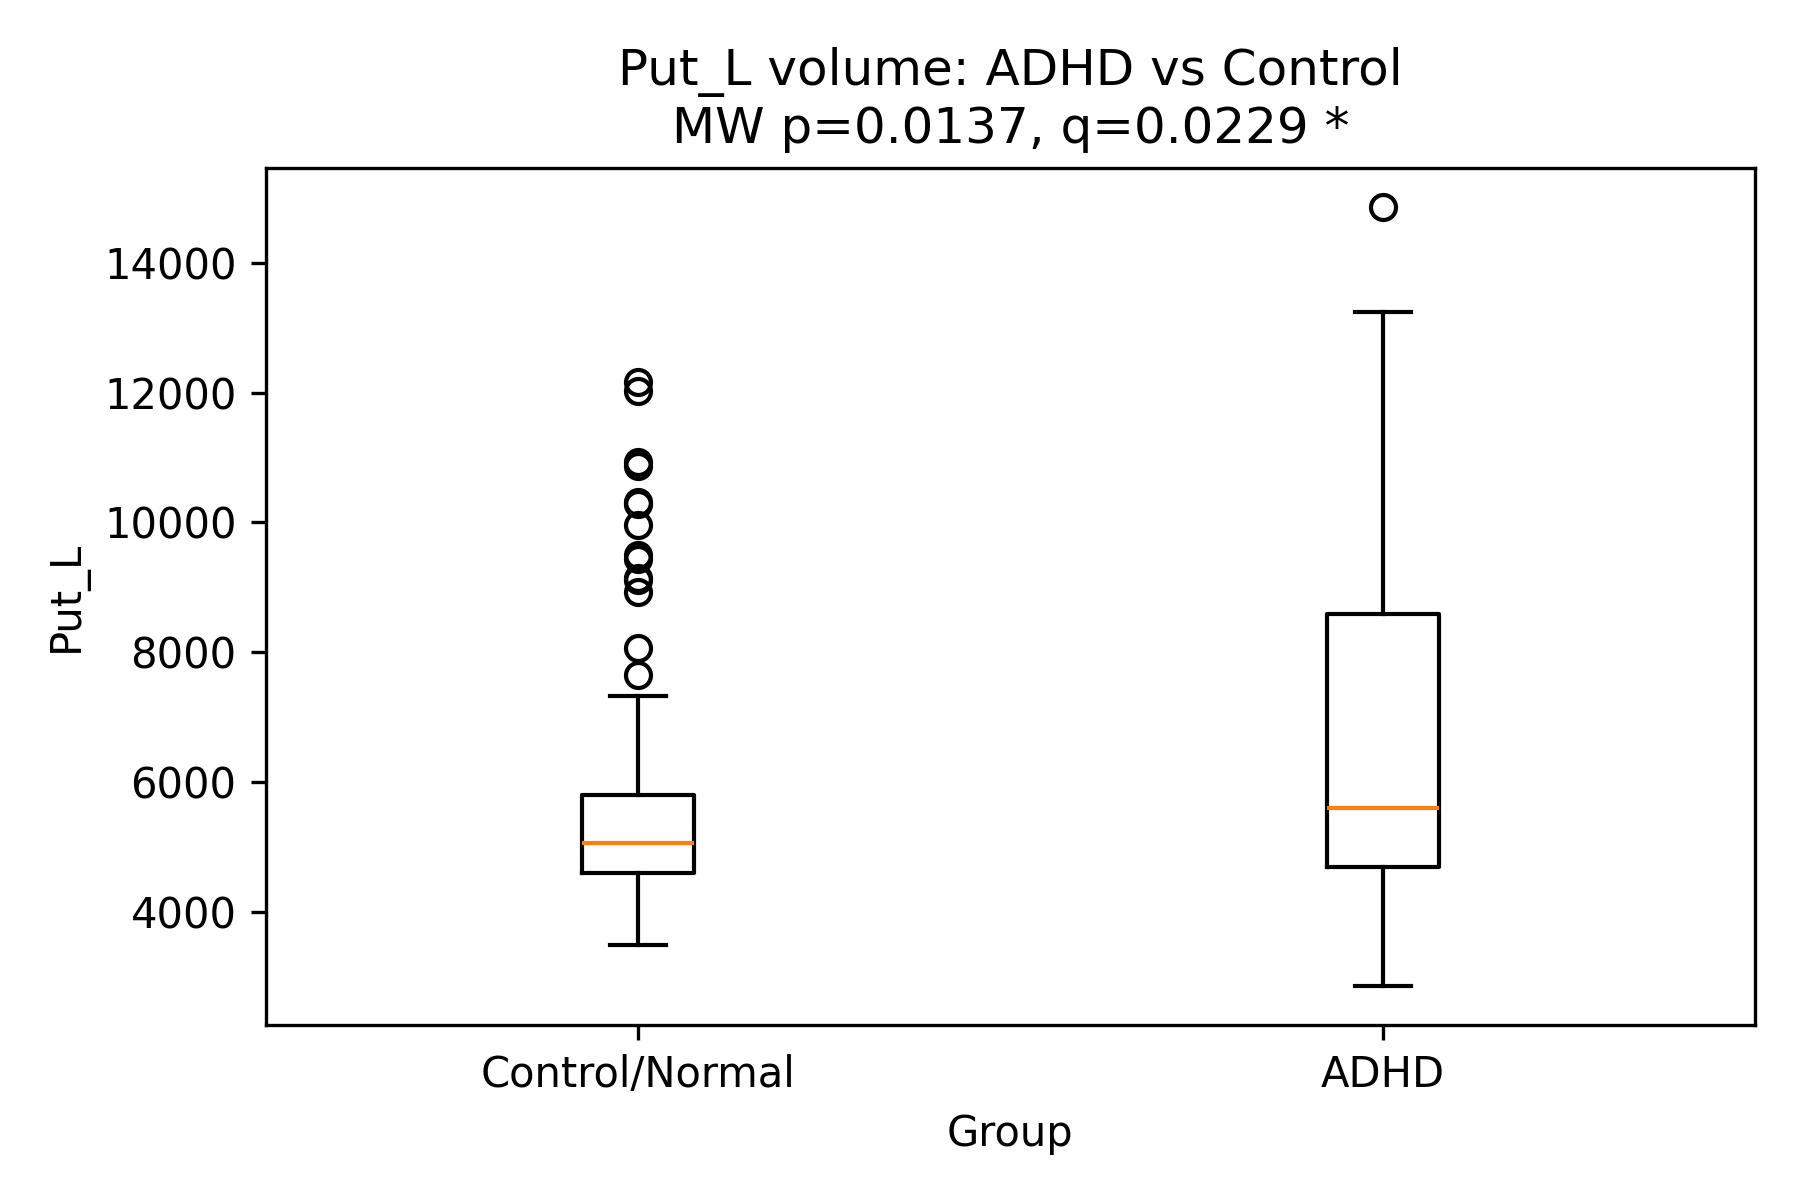 Put_L volume: ADHD vs Control
MW p=0.0137, q=0.0229 *
14000
12000
10000
8000
6000
4000
Put_L
Control/Normal
ADHD
Group